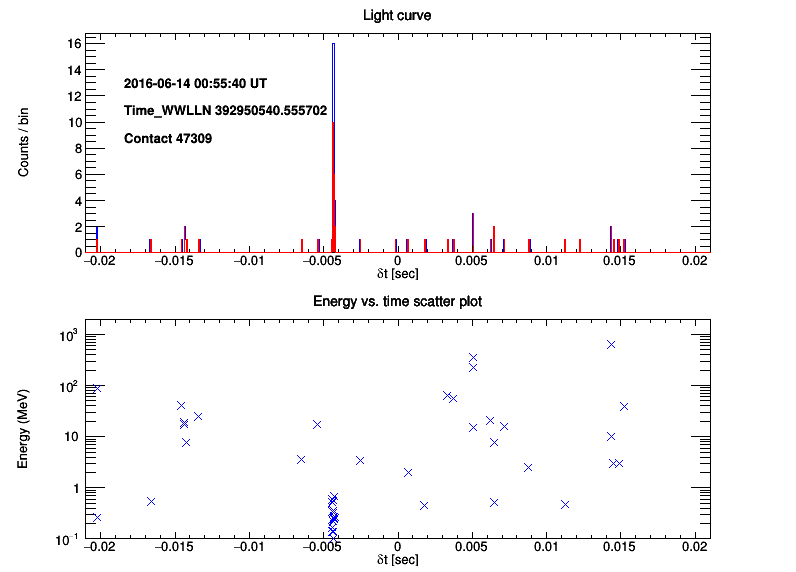 Light curve
16
14
12
10
8
6
4
2
0
Counts / bin
2016-06-14 00:55:40 UT
Time_WWLLN 392950540.555702
Contact 47309
−0.02 −0.015 −0.01 −0.005 0 0.005 0.01 0.015 0.02
δt [sec]
Energy vs. time scatter plot
10³
10²
10
1
10⁻¹
Energy (MeV)
−0.02 −0.015 −0.01 −0.005 0 0.005 0.01 0.015 0.02
δt [sec]